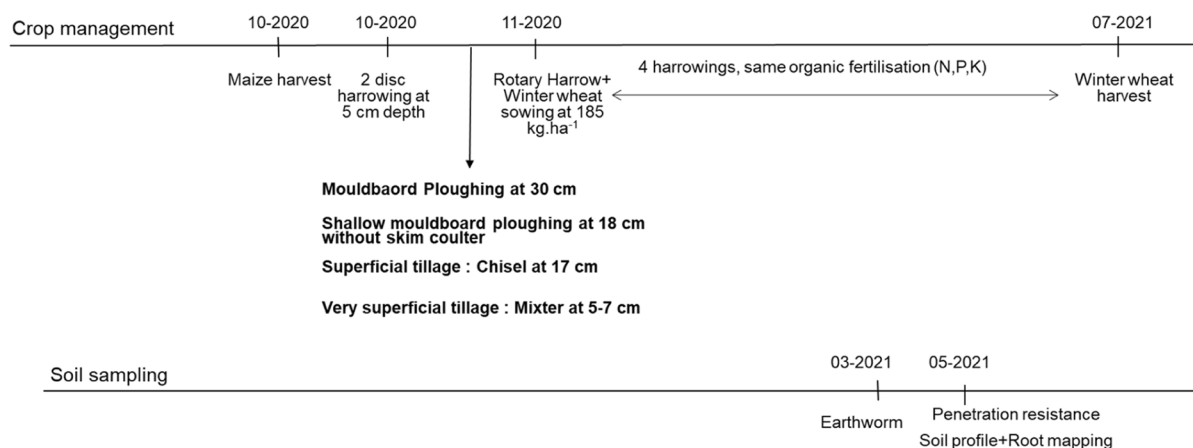 10-2020
10-2020
11-2020
07-2021
Crop management
Maize harvest
2 disc
harrowing at
5 cm depth
Rotary Harrow+
Winter wheat
sowing at 185
kg.ha⁻¹
4 harrowings, same organic fertilisation (N,P,K)
Winter wheat
harvest
Mouldbaord Ploughing at 30 cm
Shallow mouldboard ploughing at 18 cm
without skim coulter
Superficial tillage : Chisel at 17 cm
Very superficial tillage : Mixter at 5-7 cm
Soil sampling
03-2021
05-2021
Earthworm
Penetration resistance
Soil profile+Root mapping